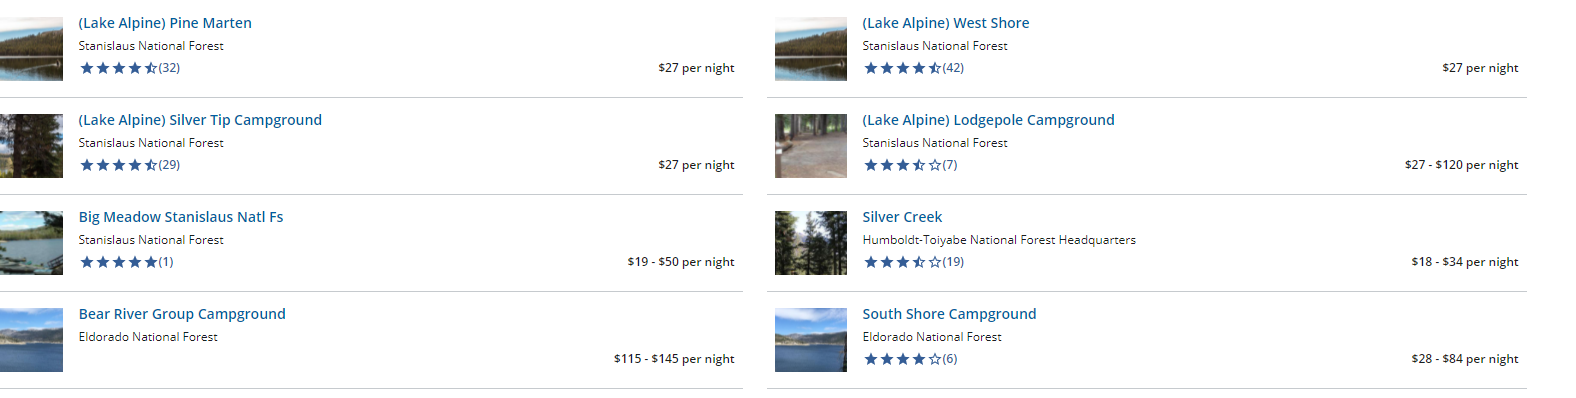 (Lake Alpine) Pine Marten
Stanislaus National Forest
(32)
$27 per night
(Lake Alpine) West Shore
Stanislaus National Forest
(42)
$27 per night
(Lake Alpine) Silver Tip Campground
Stanislaus National Forest
(29)
$27 per night
(Lake Alpine) Lodgepole Campground
Stanislaus National Forest
(7)
$27 - $120 per night
Big Meadow Stanislaus Natl Fs
Stanislaus National Forest
(1)
$19 - $50 per night
Silver Creek
Humboldt-Toiyabe National Forest Headquarters
(19)
$18 - $34 per night
Bear River Group Campground
Eldorado National Forest
$115 - $145 per night
South Shore Campground
Eldorado National Forest
(6)
$28 - $84 per night